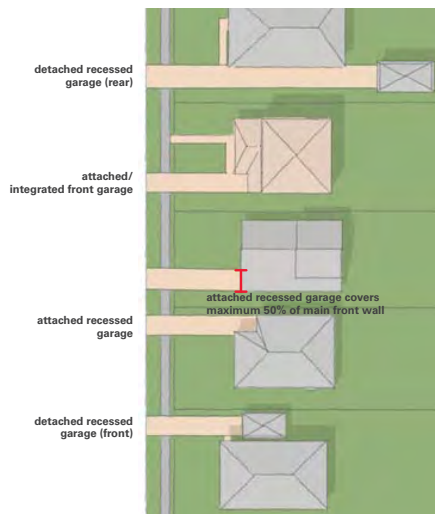 detached recessed
garage (rear)
attached/
integrated front garage
attached recessed garage covers
maximum 50% of main front wall
attached recessed
garage
detached recessed
garage (front)